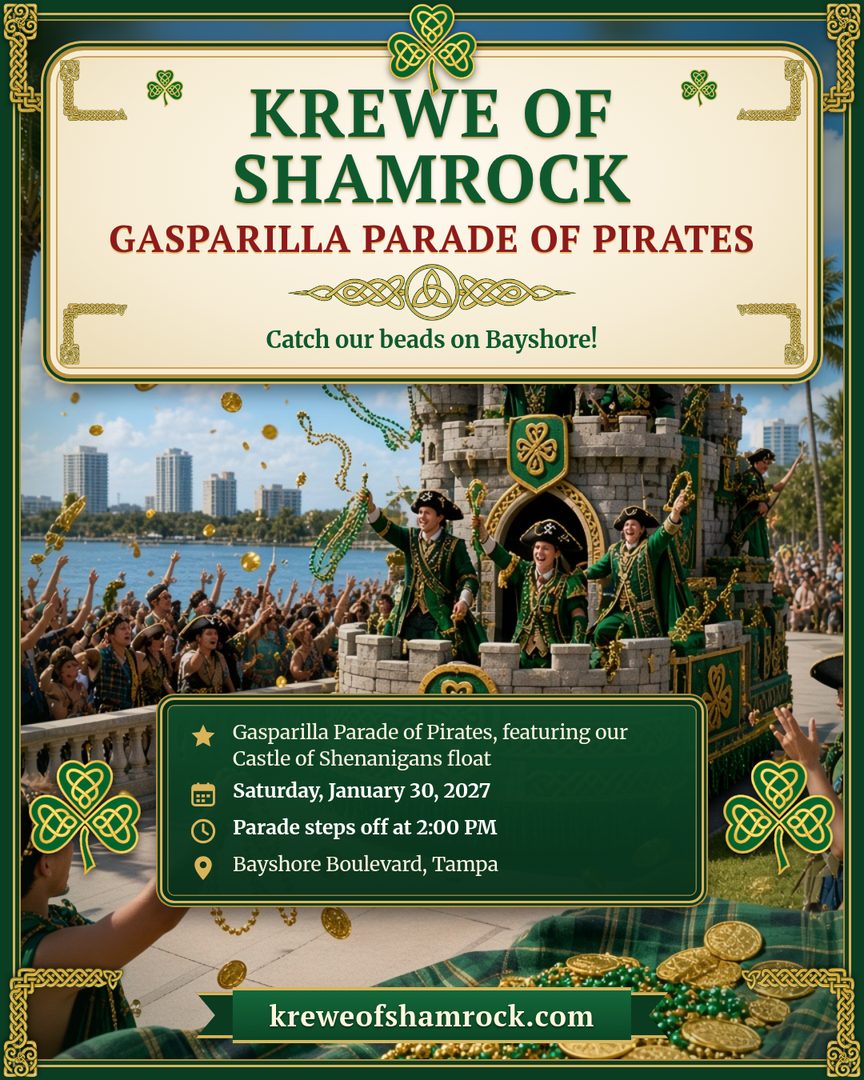 KREWE OF
SHAMROCK
GASPARILLA PARADE OF PIRATES
Catch our beads on Bayshore!
Gasparilla Parade of Pirates, featuring our
Castle of Shenanigans float
Saturday, January 30, 2027
Parade steps off at 2:00 PM
Bayshore Boulevard, Tampa
kreweofshamrock.com